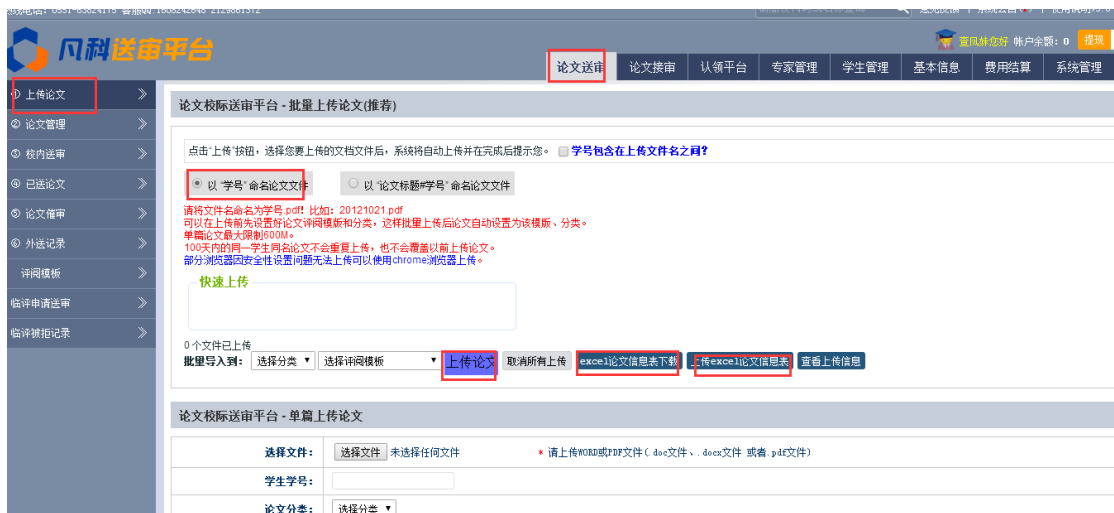 凡科送审平台
查凤妹您好 帐户余额：0 提现
论文送审 论文接审 认领平台 专家管理 学生管理 基本信息 费用结算 系统管理
① 上传论文
② 论文管理
③ 校内送审
④ 已送论文
⑤ 论文催审
⑥ 外送记录
评阅模板
临评申请送审
临评被拒记录
论文校际送审平台 - 批量上传论文(推荐)
点击"上传"按钮，选择您要上传的文档文件后，系统将自动上传并在完成后提示您。 学号包含在上传文件名之间?
以 "学号" 命名论文文件 以 "论文标题#学号" 命名论文文件
请将文件名命名为学号.pdf! 比如：20121021.pdf
可以在上传前先设置好论文评阅模版和分类，这样批量上传后论文自动设置为该模版、分类。
单篇论文最大限制600M。
100天内的同一学生同名论文不会重复上传，也不会覆盖以前上传论文。
部分浏览器因安全性设置问题无法上传可以使用chrome浏览器上传。
快速上传
0 个文件已上传
批量导入到： 选择分类 选择评阅模板 上传论文 取消所有上传 excel论文信息表下载 上传excel论文信息表 查看上传信息
论文校际送审平台 - 单篇上传论文
选择文件： 选择文件 未选择任何文件 * 请上传WORD或PDF文件(.doc文件、.docx文件 或者.pdf文件)
学生学号：
论文分类： 选择分类